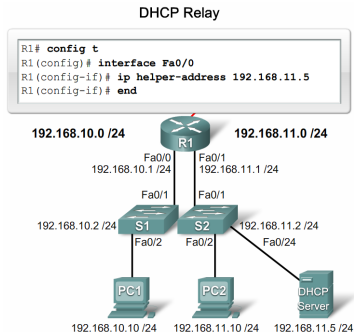 DHCP Relay
R1# config t
R1(config)# interface Fa0/0
R1(config-if)# ip helper-address 192.168.11.5
R1(config-if)# end
192.168.10.0 /24
192.168.11.0 /24
R1
Fa0/0
Fa0/1
192.168.10.1 /24
192.168.11.1 /24
Fa0/1
Fa0/1
192.168.10.2 /24
S1
S2
192.168.11.2 /24
Fa0/2
Fa0/2
Fa0/24
PC1
PC2
DHCP
Server
192.168.10.10 /24
192.168.11.10 /24
192.168.11.5 /24